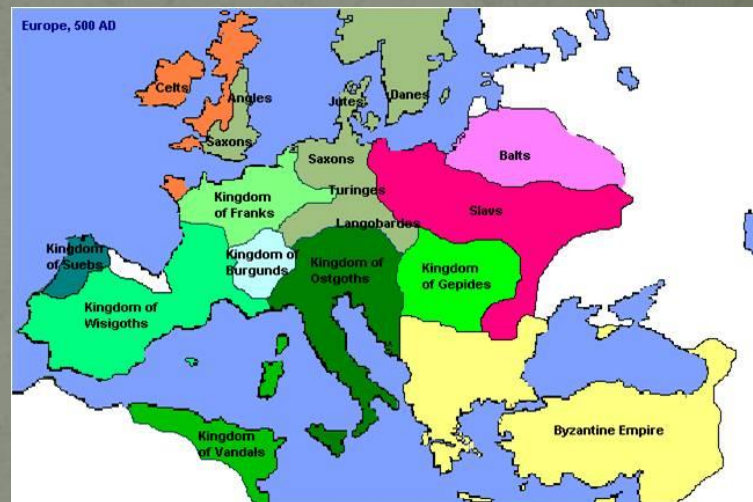 Europe, 500 AD
Celts
Angles
Jutes
Danes
Saxons
Saxons
Balts
Turinges
Kingdom
of Franks
Slavs
Langobardes
Kingdom
of Suebs
Kingdom of
Burgunds
Kingdom of
Ostgoths
Kingdom
of Gepides
Kingdom of
Wisigoths
Kingdom
of Vandals
Byzantine Empire